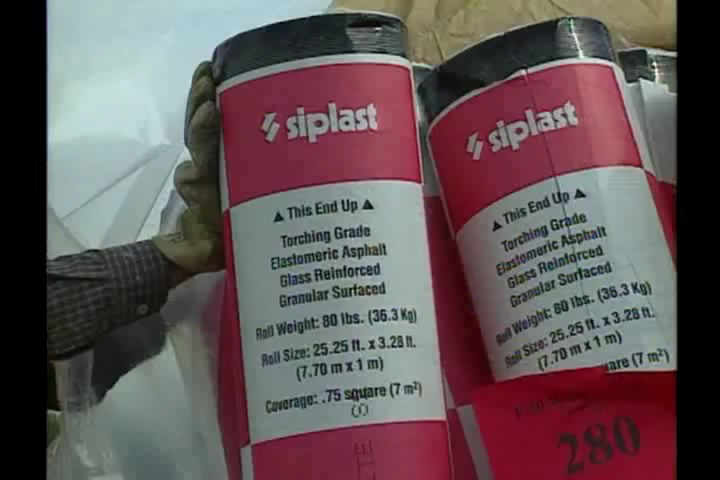 siplast
▲ This End Up ▲
Torching Grade
Elastomeric Asphalt
Glass Reinforced
Granular Surfaced
Roll Weight: 80 lbs. (36.3 Kg)
Roll Size: 25.25 ft. x 3.28 ft.
(7.70 m x 1 m)
Coverage: .75 square (7 m²)
siplast
▲ This End Up ▲
Torching Grade
Elastomeric Asphalt
Glass Reinforced
Granular Surfaced
Roll Weight: 80 lbs. (36.3 Kg)
Roll Size: 25.25 ft. x 3.28 ft.
(7.70 m x 1 m)
uare (7 m²)
280